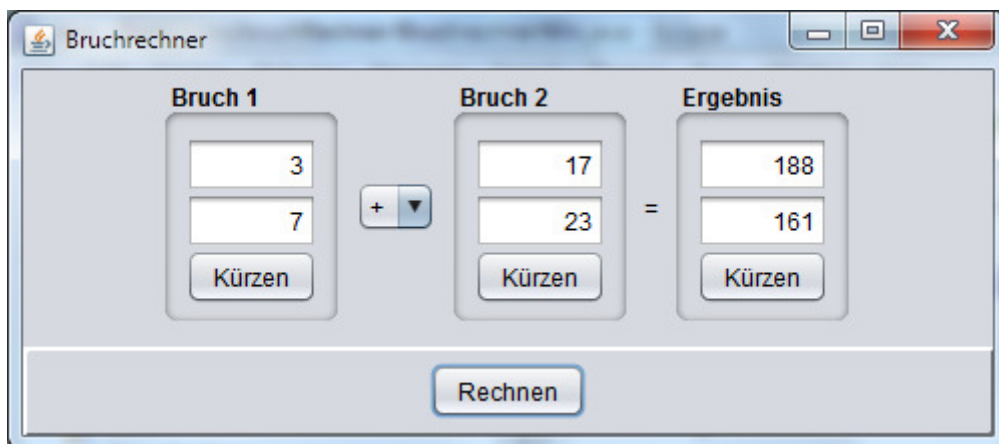 Bruchrechner
Bruch 1 Bruch 2 Ergebnis
3 17 188
+ =
7 23 161
Kürzen Kürzen Kürzen
Rechnen